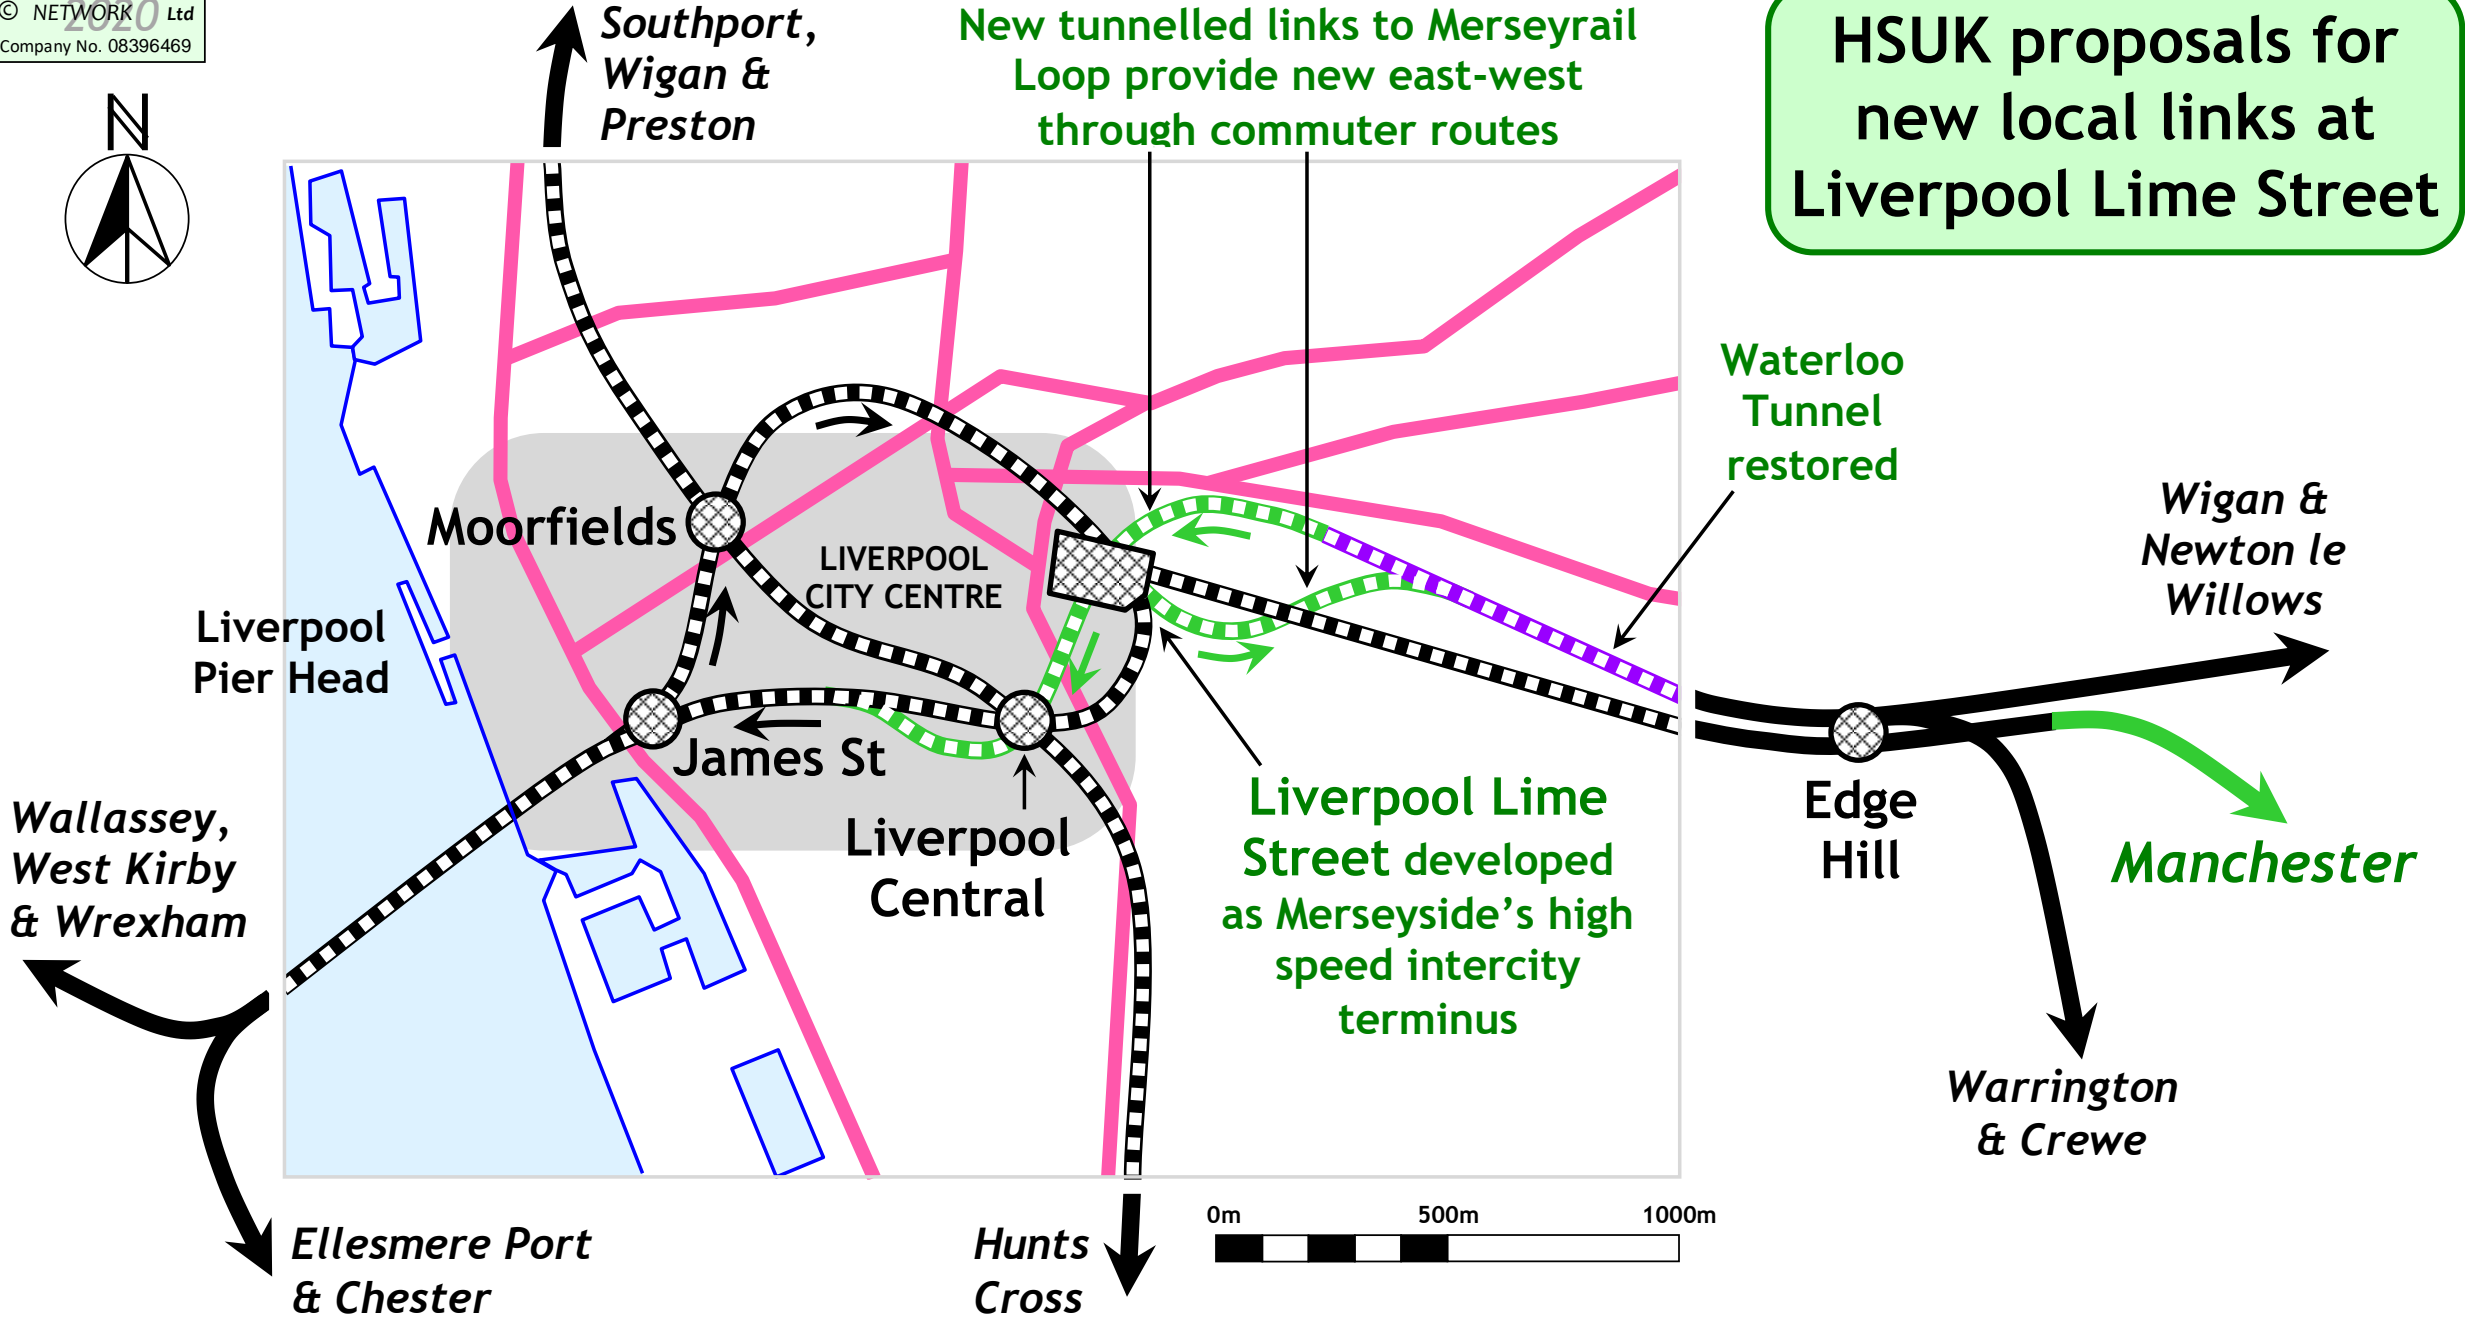 © NETWORK Ltd
2020
Company No. 08396469
N
Southport,
Wigan &
Preston
New tunnelled links to Merseyrail
Loop provide new east-west
through commuter routes
HSUK proposals for
new local links at
Liverpool Lime Street
Waterloo
Tunnel
restored
Wigan &
Newton le
Willows
Moorfields
LIVERPOOL
CITY CENTRE
Liverpool
Pier Head
James St
Liverpool
Central
Liverpool Lime
Street developed
as Merseyside’s high
speed intercity
terminus
Edge
Hill
Manchester
Wallassey,
West Kirby
& Wrexham
Warrington
& Crewe
Ellesmere Port
& Chester
Hunts
Cross
0m 500m 1000m